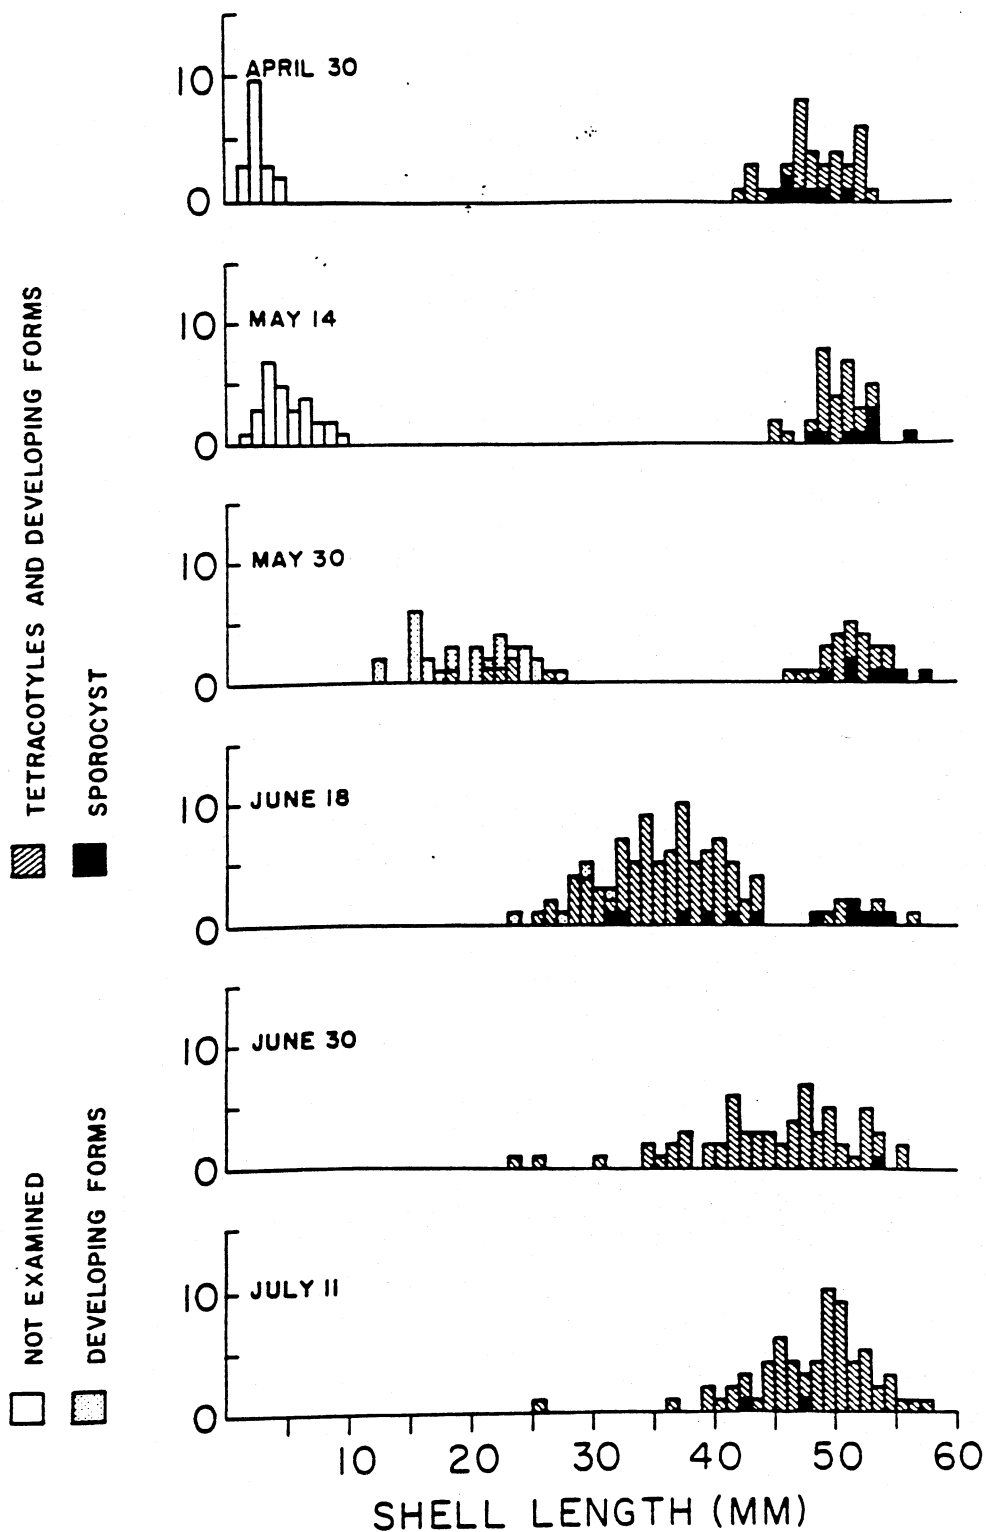 APRIL 30
10
0
MAY 14
10
0
MAY 30
10
0
JUNE 18
10
0
JUNE 30
10
0
JULY 11
10
0
10 20 30 40 50 60
SHELL LENGTH (MM)
TETRACOTYLES AND DEVELOPING FORMS
SPOROCYST
NOT EXAMINED
DEVELOPING FORMS